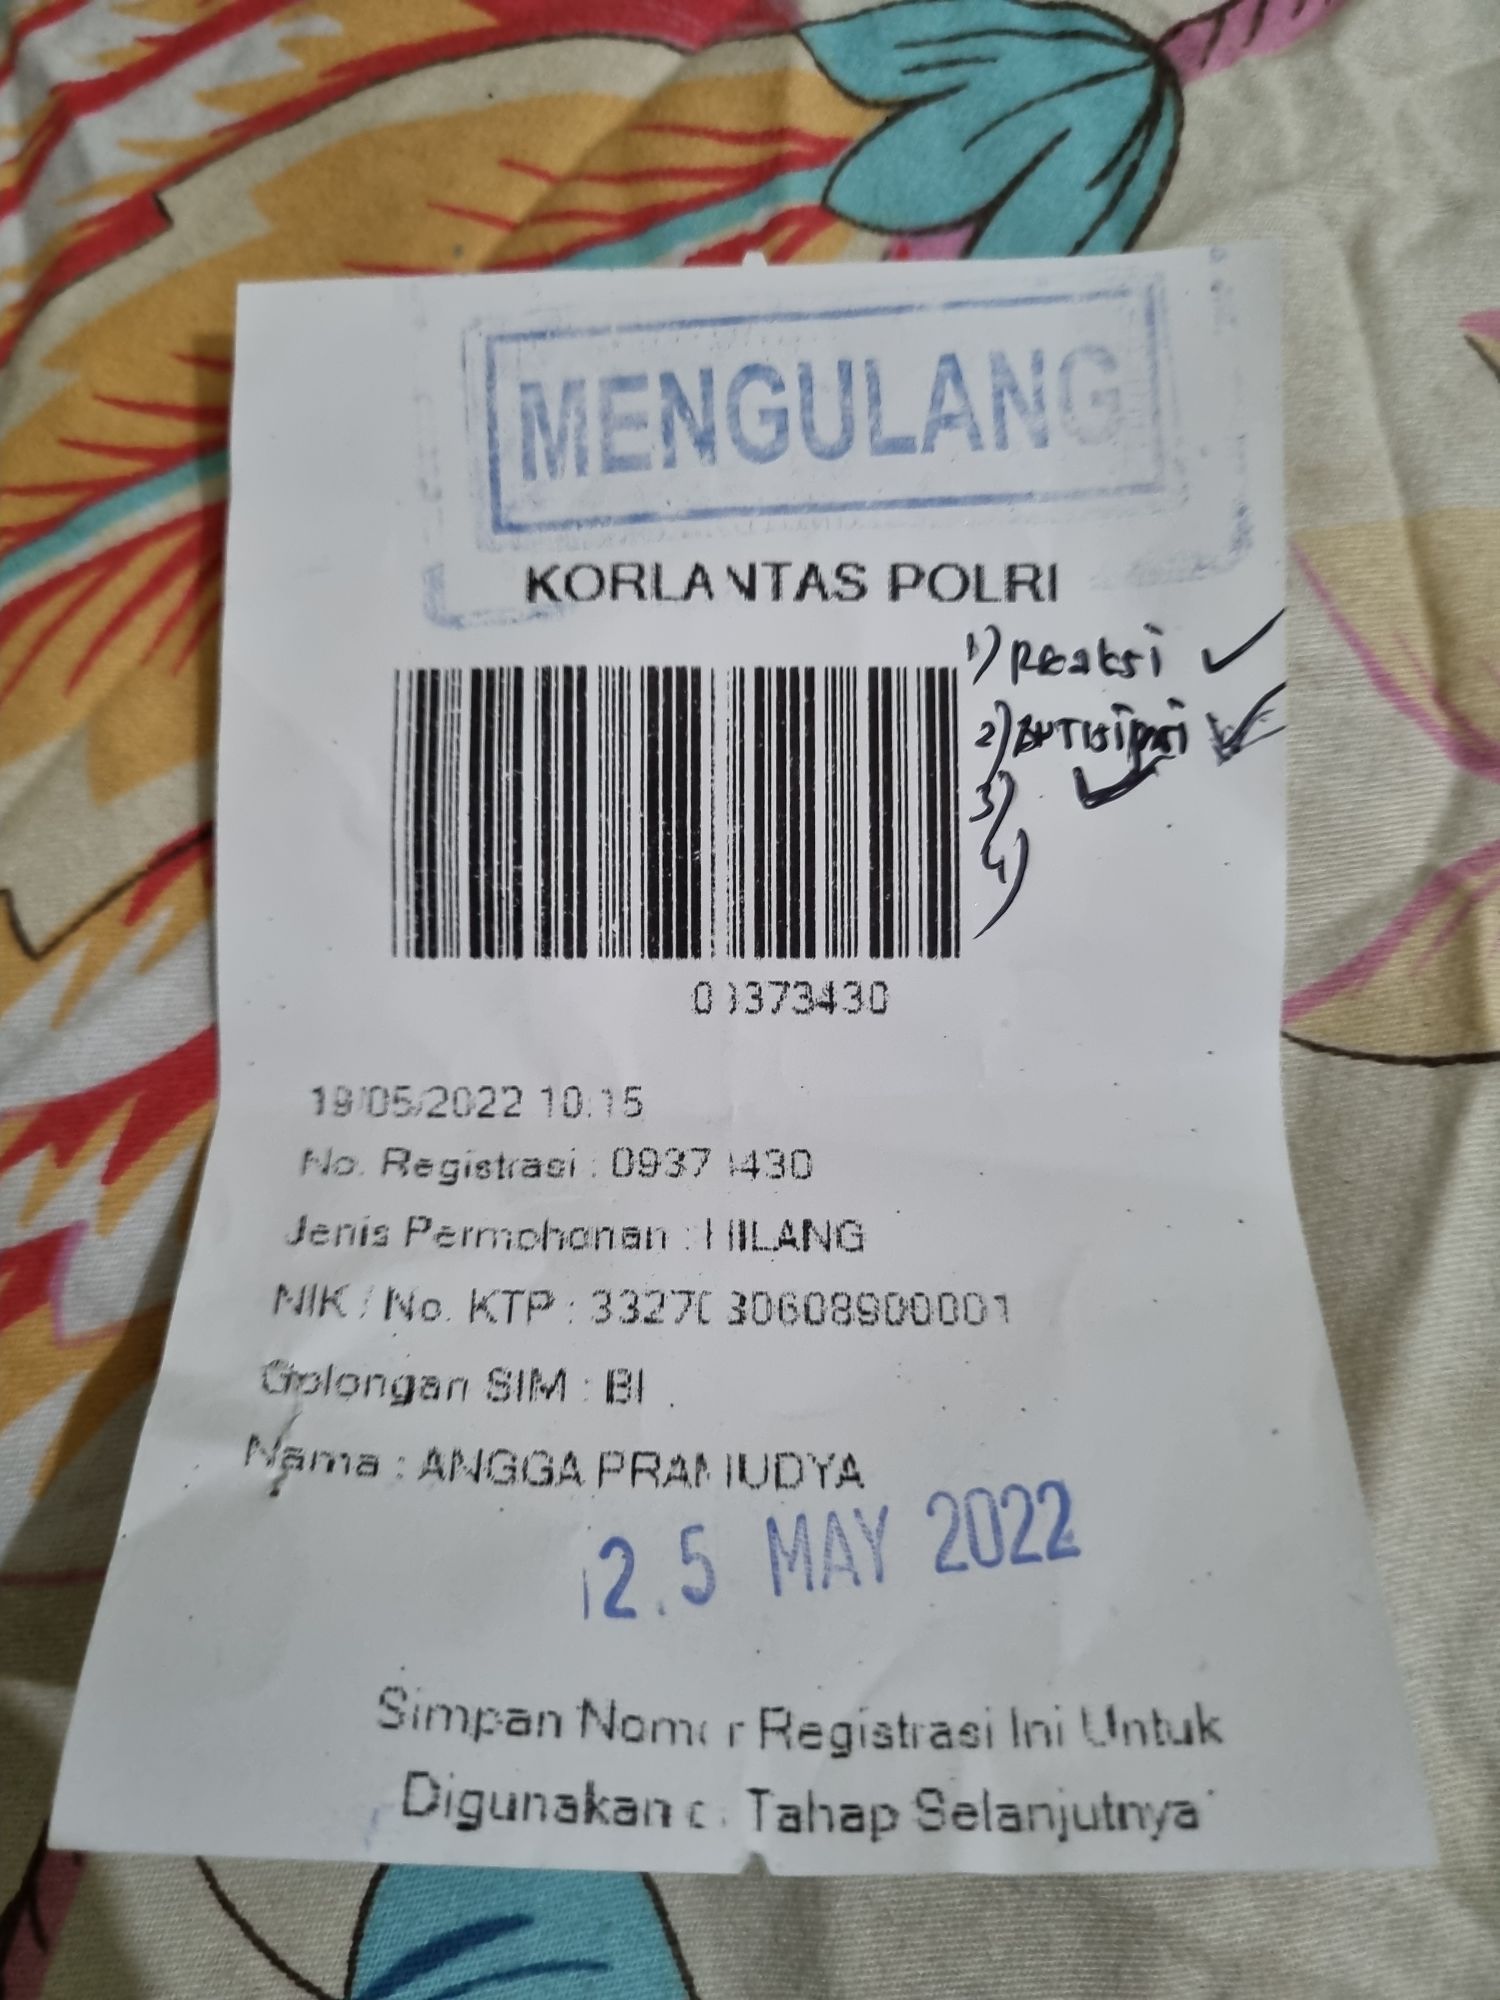 MENGULANG
KORLANTAS POLRI
1) Reaksi ✓
2)
3)
4)
19/05/2022 10:15
No. Registrasi :
Jenis Permohonan : HILANG
NIK / No. KTP : 3327030608900001
Golongan SIM : BI
Nama : ANGGA PRAMUDYA
25 MAY 2022
Simpan Nomor Registrasi Ini Untuk
Digunakan di Tahap Selanjutnya